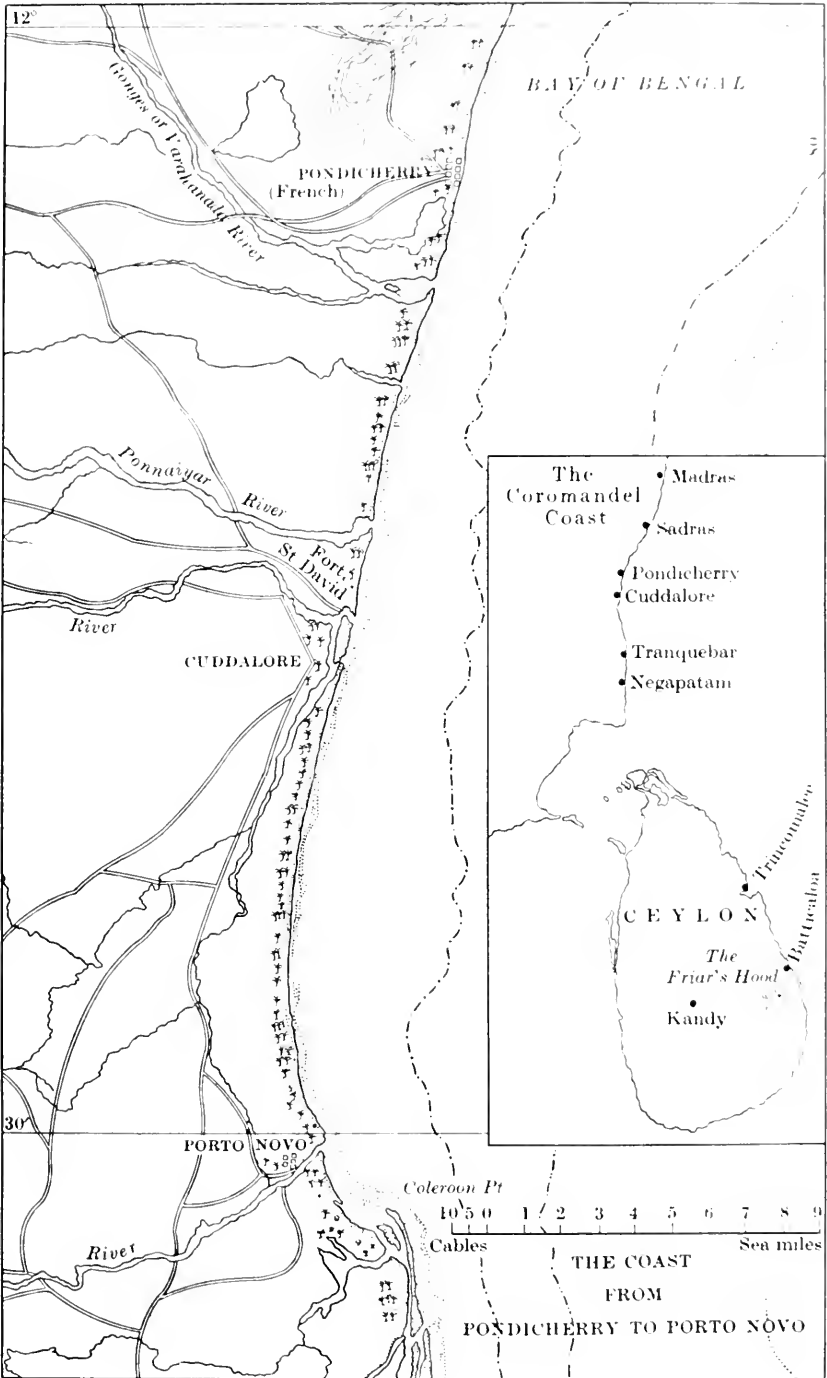 12°
BAY OF BENGAL
Gonges or Varahanada River
PONDICHERRY
(French)
Ponnaiyar River
Fort
St David
River
CUDDALORE
The
Coromandel
Coast
Madras
Sadras
Pondicherry
Cuddalore
Tranquebar
Negapatam
Trincomalee
Batticaloa
CEYLON
The
Friar's Hood
Kandy
30'
PORTO NOVO
River
Coleroon Pt
10 5 0 1 2 3 4 5 6 7 8 9
Cables
Sea miles
THE COAST
FROM
PONDICHERRY TO PORTO NOVO